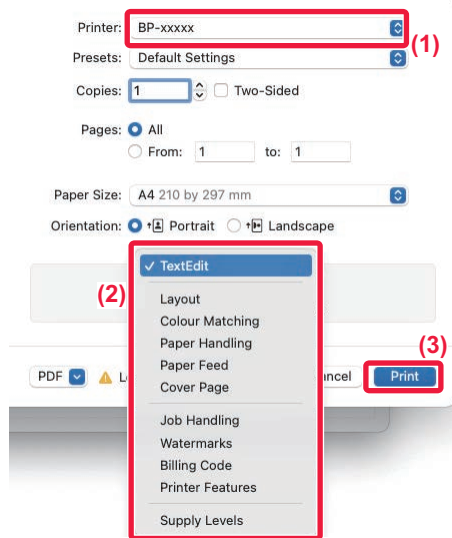 Printer: BP-xxxxx
(1)
Presets: Default Settings
Copies: 1 Two-Sided
Pages: All
From: 1 to: 1
Paper Size: A4 210 by 297 mm
Orientation: Portrait Landscape
✓ TextEdit
(2)
Layout
Colour Matching
Paper Handling
Paper Feed
Cover Page
(3)
PDF Print
Job Handling
Watermarks
Billing Code
Printer Features
Supply Levels